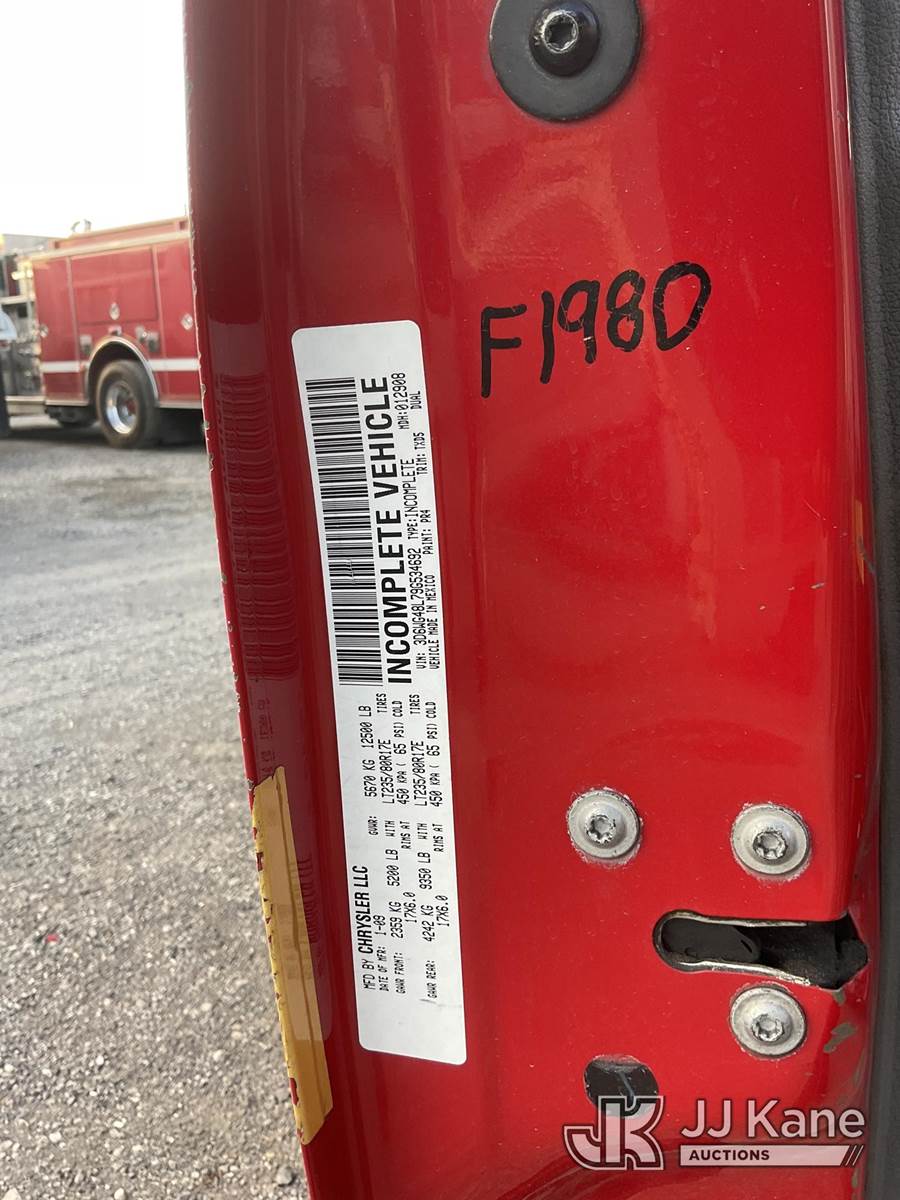 F1980
INCOMPLETE VEHICLE
MFD BY CHRYSLER LLC
DATE OF MFR: 1-09
GVWR: 5670 KG 12500 LB
VIN: 3D6WG48L79G534692 TYPE: INCOMPLETE
MDH: 012908
GAWR FRONT: 2359 KG 5200 LB WITH LT235/80R17E TIRES
17X6.0 RIMS AT 450 KPA ( 65 PSI) COLD
VEHICLE MADE IN MEXICO PAINT: PR4 TRIM: TXD5
DUAL
GAWR REAR: 4242 KG 9350 LB WITH LT235/80R17E TIRES
17X6.0 RIMS AT 450 KPA ( 65 PSI) COLD
JK JJ Kane
AUCTIONS